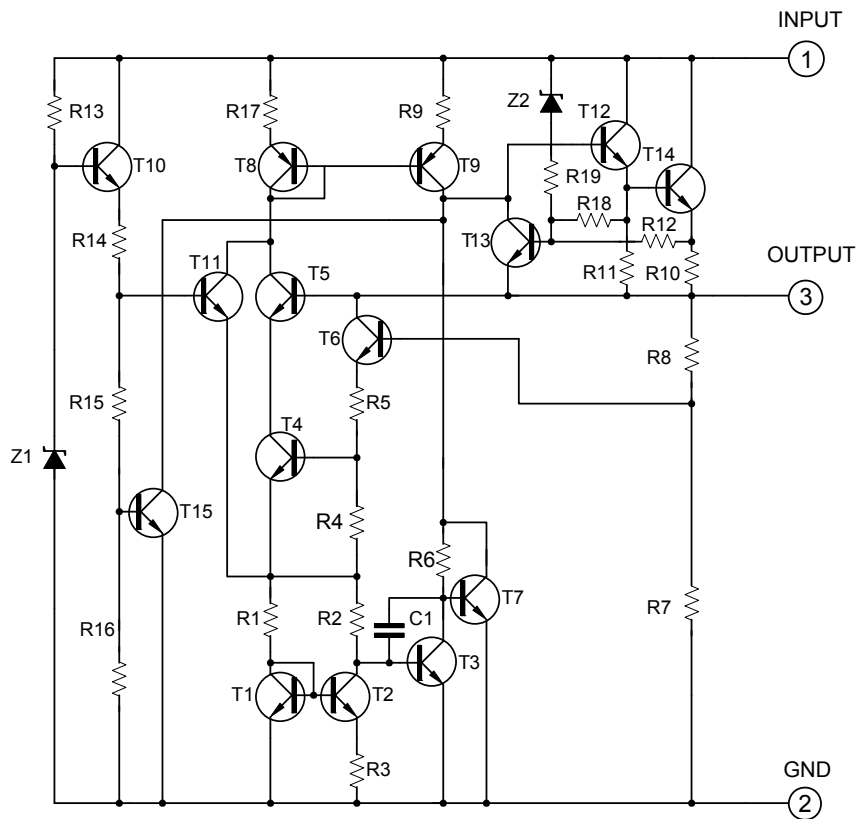 INPUT
1
R13
R17
R9
Z2
T12
T10
T8
T9
T14
R19
R18
R14
T13
R12
T11
T5
R11
R10
OUTPUT
3
T6
R8
R15
R5
T4
Z1
T15
R4
R6
T7
R1
R2
C1
R7
R16
T3
T1
T2
R3
GND
2